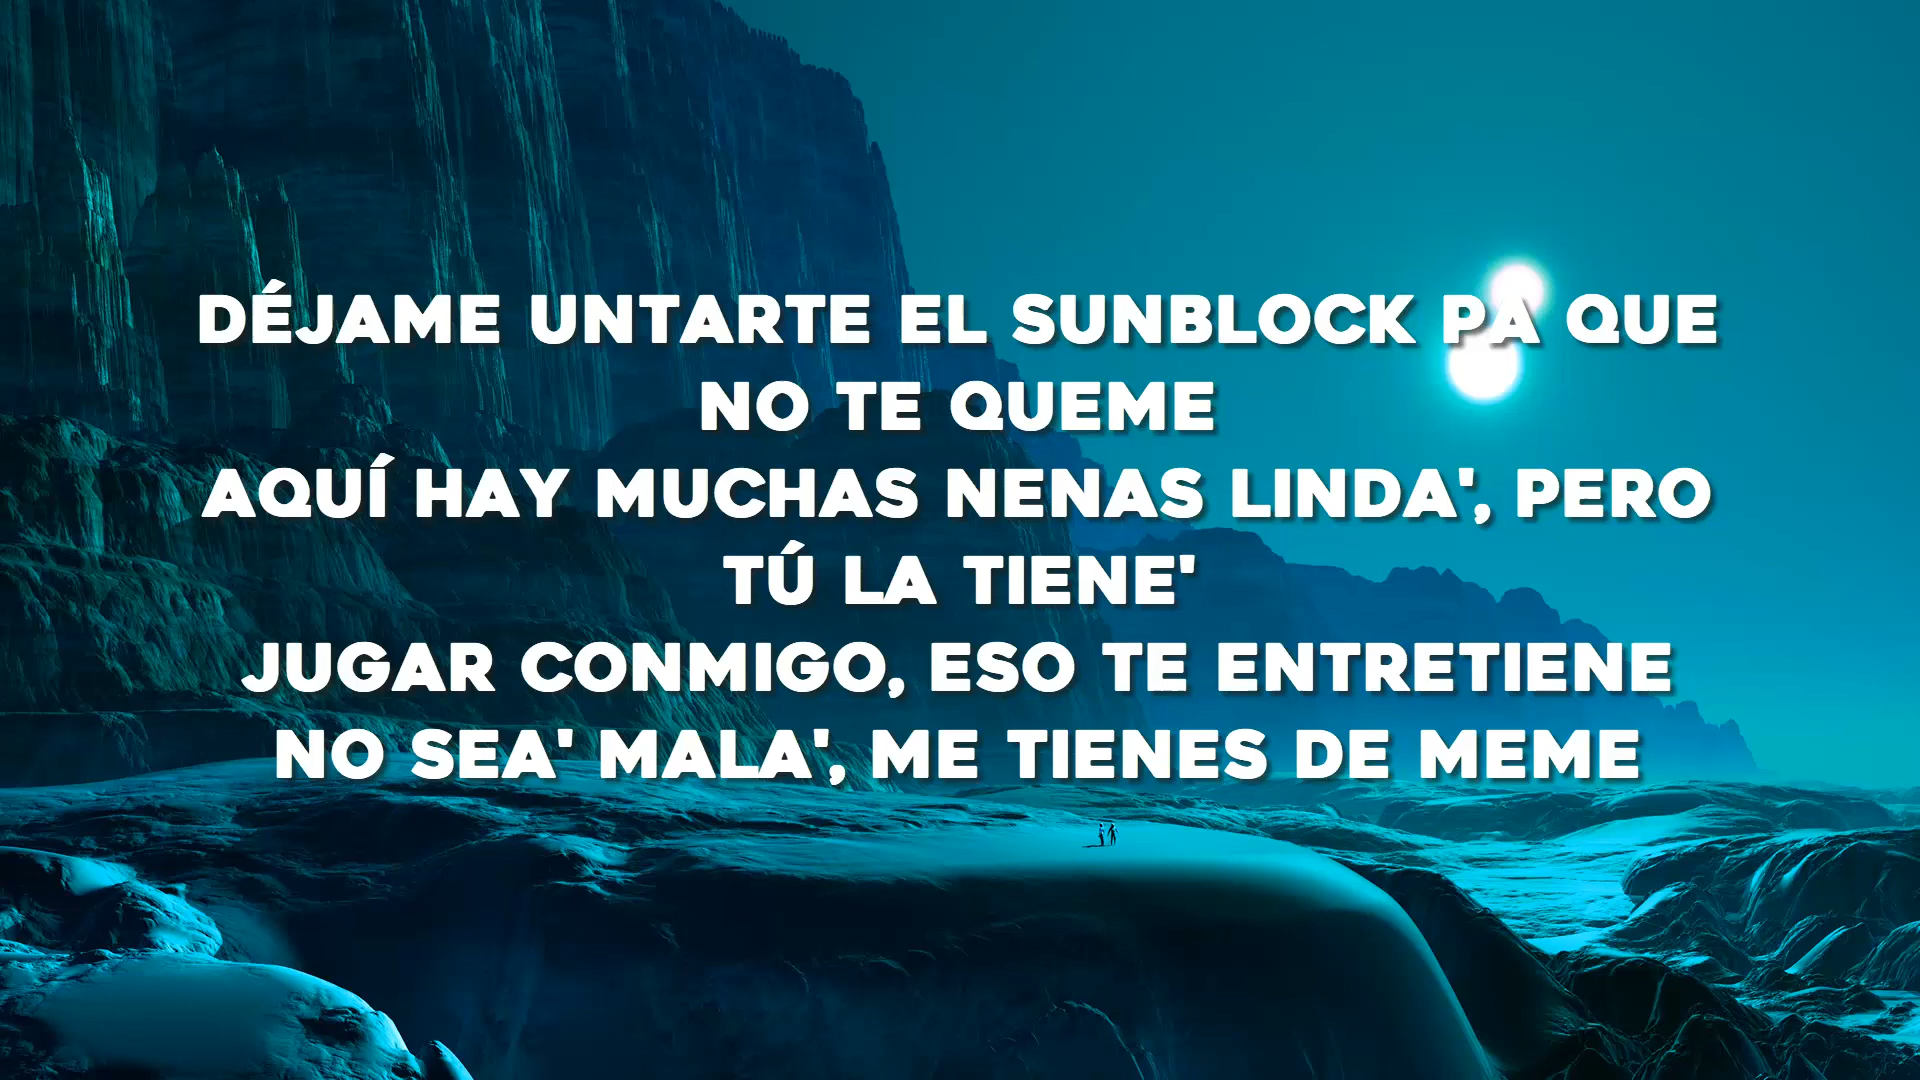 DÉJAME UNTARTE EL SUNBLOCK PA QUE
NO TE QUEME
AQUÍ HAY MUCHAS NENAS LINDA', PERO
TÚ LA TIENE'
JUGAR CONMIGO, ESO TE ENTRETIENE
NO SEA' MALA', ME TIENES DE MEME